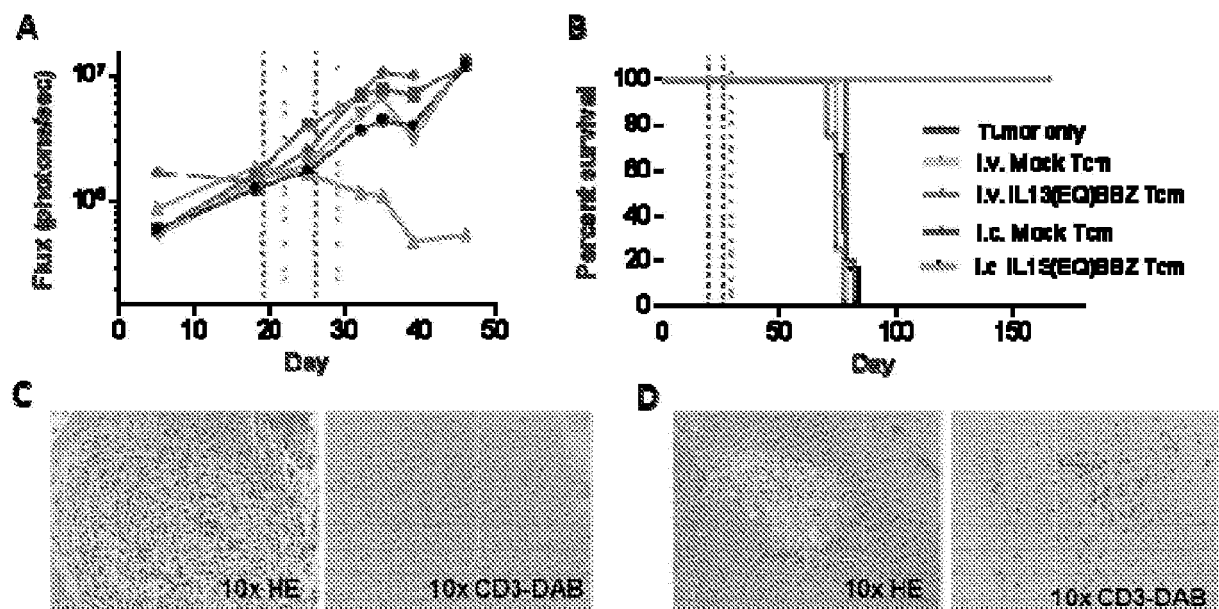 A
Flux (photons/sec)
10⁷
10⁶
0 10 20 30 40 50
Day
B
Percent survival
100
80
60
40
20
0
0 50 100 150
Day
Tumor only
i.v. Mock Tcm
i.v. IL13(EQ)BBZ Tcm
i.c. Mock Tcm
i.c IL13(EQ)BBZ Tcm
C
10x HE
10x CD3-DAB
D
10x HE
10x CD3-DAB